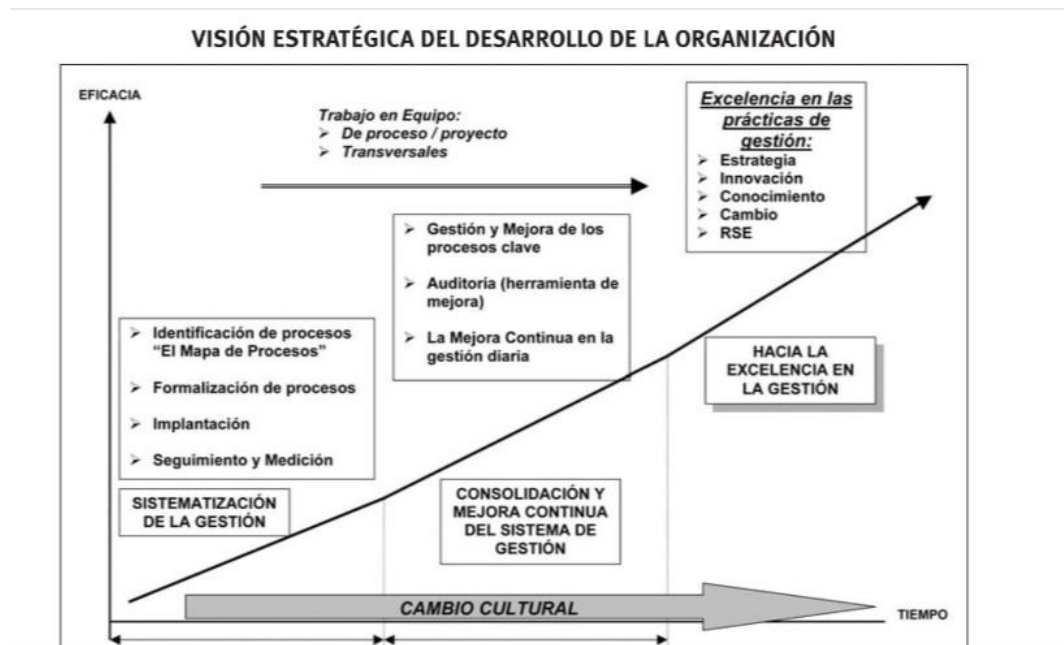 VISIÓN ESTRATÉGICA DEL DESARROLLO DE LA ORGANIZACIÓN
EFICACIA
Trabajo en Equipo:
➢ De proceso / proyecto
➢ Transversales
Excelencia en las
prácticas de
gestión:
➢ Estrategia
➢ Innovación
➢ Conocimiento
➢ Cambio
➢ RSE
➢ Gestión y Mejora de los
procesos clave
➢ Auditoría (herramienta de
mejora)
➢ La Mejora Continua en la
gestión diaria
➢ Identificación de procesos
“El Mapa de Procesos”
➢ Formalización de procesos
➢ Implantación
➢ Seguimiento y Medición
HACIA LA
EXCELENCIA EN
LA GESTIÓN
SISTEMATIZACIÓN
DE LA GESTIÓN
CONSOLIDACIÓN Y
MEJORA CONTINUA
DEL SISTEMA DE
GESTIÓN
CAMBIO CULTURAL
TIEMPO